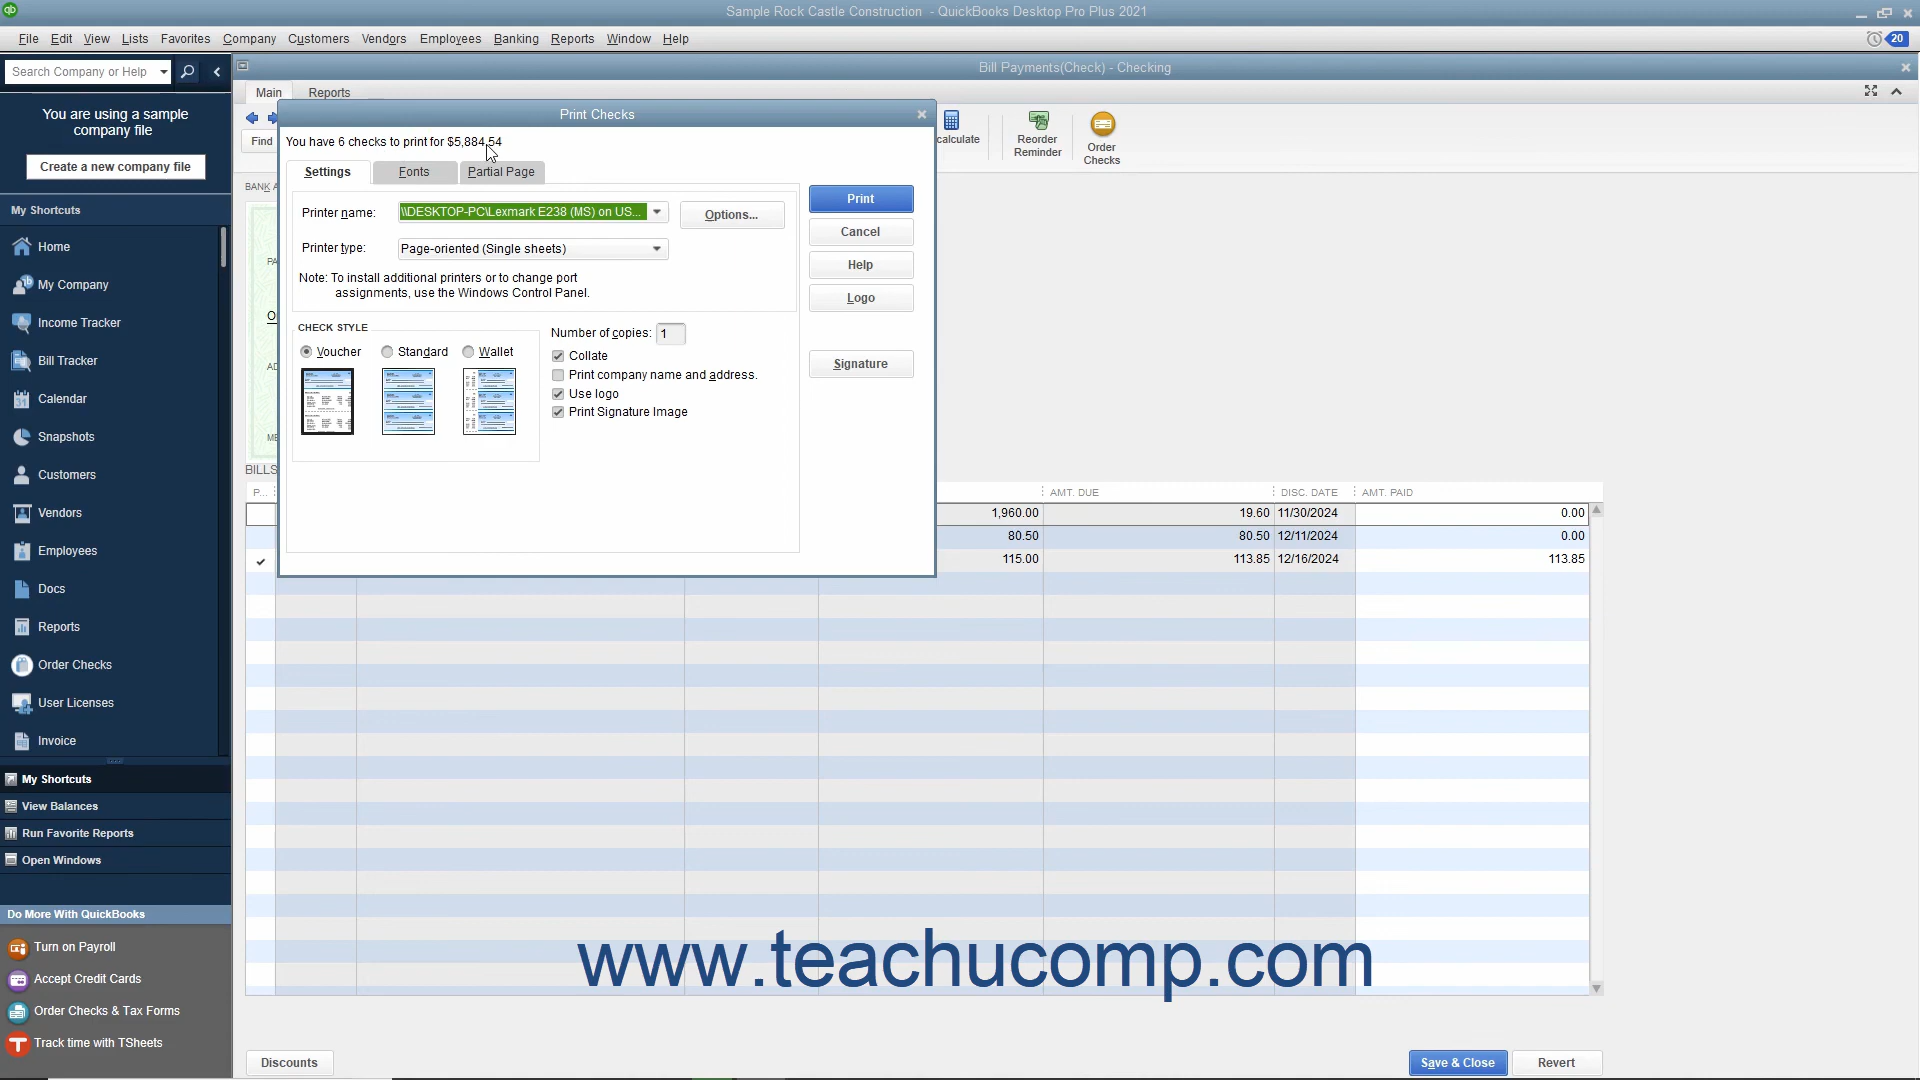 Sample Rock Castle Construction - QuickBooks Desktop Pro Plus 2021
File Edit View Lists Favorites Company Customers Vendors Employees Banking Reports Window Help
20
Search Company or Help
Bill Payments(Check) - Checking
Main Reports
You are using a sample
company file
Create a new company file
Find
Print Checks
You have 6 checks to print for $5,884.54
Settings Fonts Partial Page
Printer name: \\DESKTOP-PC\Lexmark E238 (MS) on US... Options...
Printer type: Page-oriented (Single sheets)
Note: To install additional printers or to change port
assignments, use the Windows Control Panel.
CHECK STYLE
Voucher Standard Wallet
Number of copies: 1
Collate
Print company name and address.
Use logo
Print Signature Image
Print
Cancel
Help
Logo
Signature
calculate
Reorder
Reminder
Order
Checks
BANK A
PA
AD
ME
BILLS
P... AMT. DUE DISC. DATE AMT. PAID
1,960.00 19.60 11/30/2024 0.00
80.50 80.50 12/11/2024 0.00
115.00 113.85 12/16/2024 113.85
My Shortcuts
Home
My Company
Income Tracker
Bill Tracker
Calendar
Snapshots
Customers
Vendors
Employees
Docs
Reports
Order Checks
User Licenses
Invoice
My Shortcuts
View Balances
Run Favorite Reports
Open Windows
Do More With QuickBooks
Turn on Payroll
Accept Credit Cards
Order Checks & Tax Forms
Track time with TSheets
www.teachucomp.com
Discounts
Save & Close
Revert